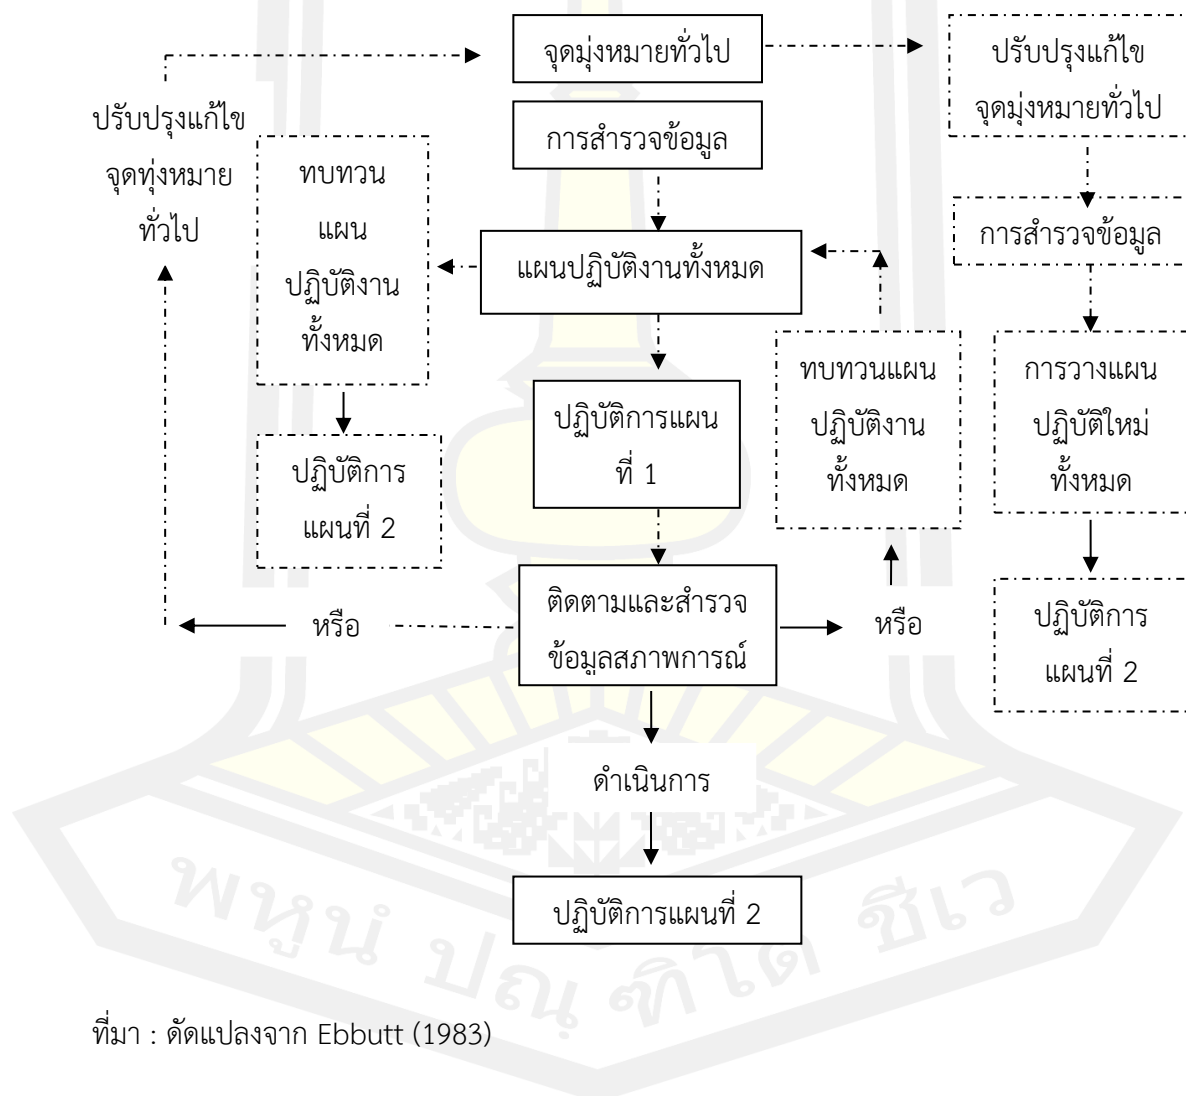 จุดมุ่งหมายทั่วไป
ปรับปรุงแก้ไข
จุดมุ่งหมายทั่วไป
ปรับปรุงแก้ไข
จุดทุ่งหมาย
ทั่วไป
การสำรวจข้อมูล
ทบทวน
แผน
ปฏิบัติงาน
ทั้งหมด
แผนปฏิบัติงานทั้งหมด
การสำรวจข้อมูล
ปฏิบัติการแผน
ที่ 1
ทบทวนแผน
ปฏิบัติงาน
ทั้งหมด
การวางแผน
ปฏิบัติใหม่
ทั้งหมด
ปฏิบัติการ
แผนที่ 2
หรือ
ติดตามและสำรวจ
ข้อมูลสภาพการณ์
หรือ
ปฏิบัติการ
แผนที่ 2
ดำเนินการ
ปฏิบัติการแผนที่ 2
พหูนํ ปณฺฑิโต ชีเว
ที่มา : ดัดแปลงจาก Ebbutt (1983)